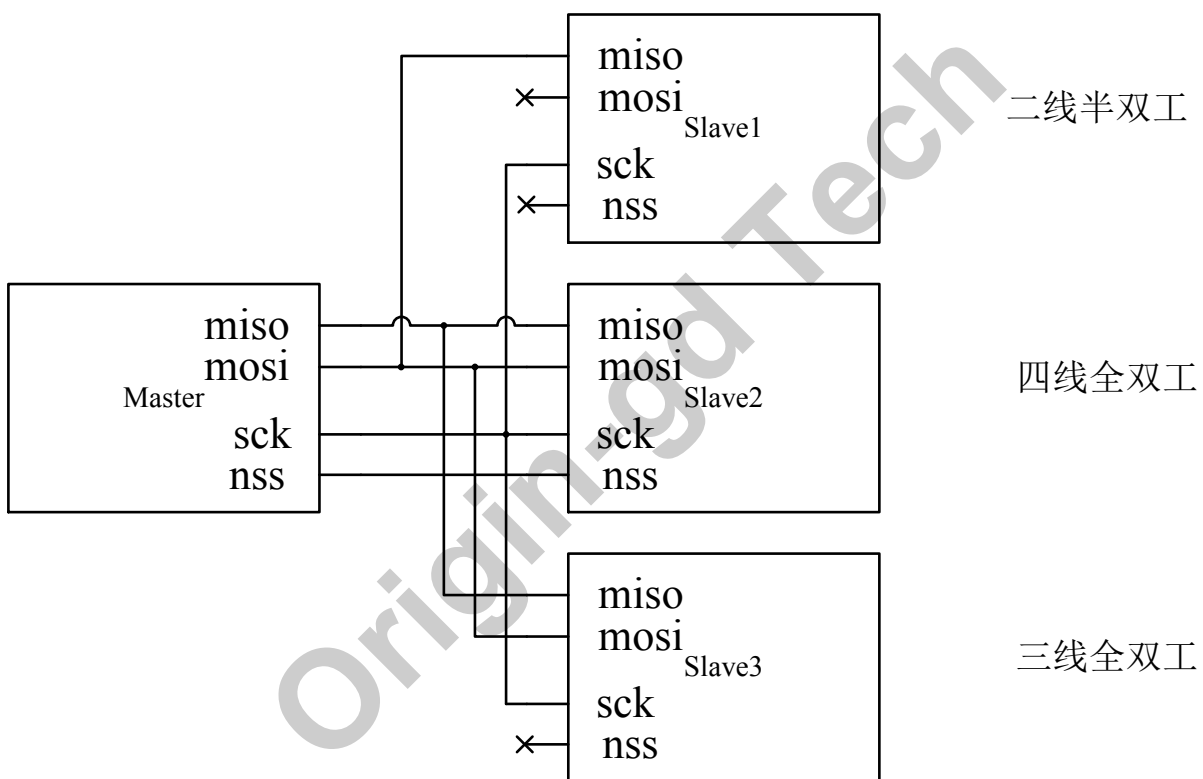 miso
mosi
Slave1
sck
nss
二线半双工
miso
mosi
Master
sck
nss
miso
mosi
Slave2
sck
nss
四线全双工
miso
mosi
Slave3
sck
nss
三线全双工
Origin-gd Tech